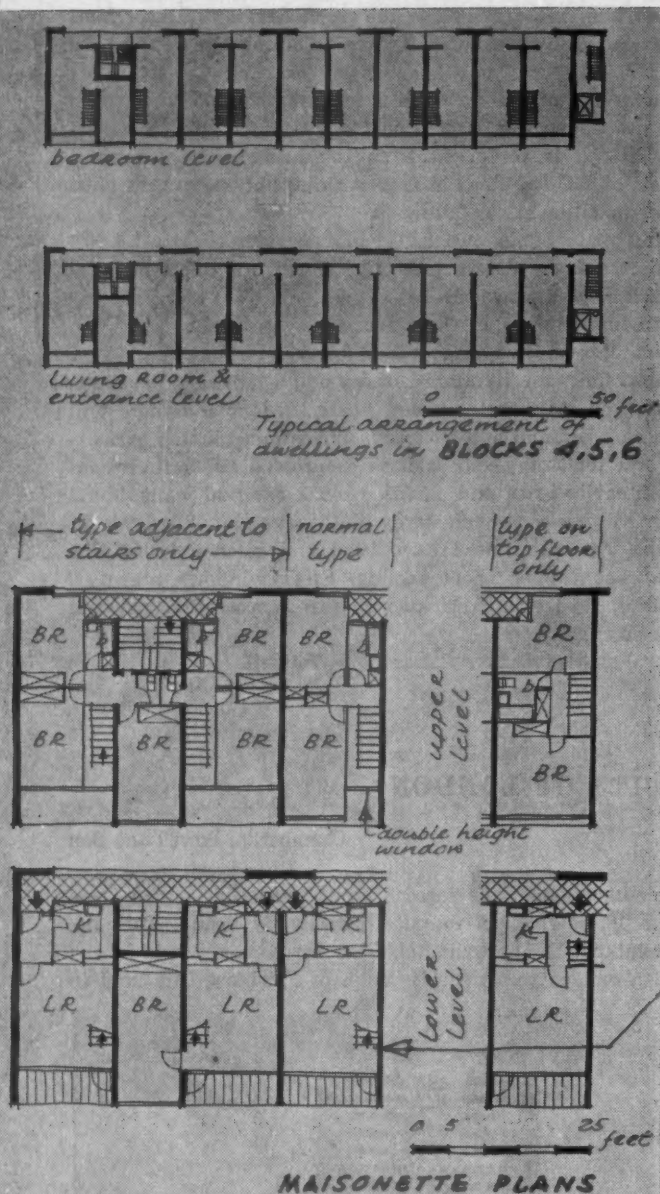 bedroom level
living room &
entrance level
0 50 feet
Typical arrangement of
dwellings in BLOCKS 4,5,6
type adjacent to
stairs only
normal
type
type on
top floor
only
BR
BR
BR
BR
b
b
b
b
BR
BR
BR
BR
BR
upper
level
double height
window
K
K
K
K
LR
BR
LR
LR
LR
Lower
Level
0 5 25
feet
MAISONETTE PLANS